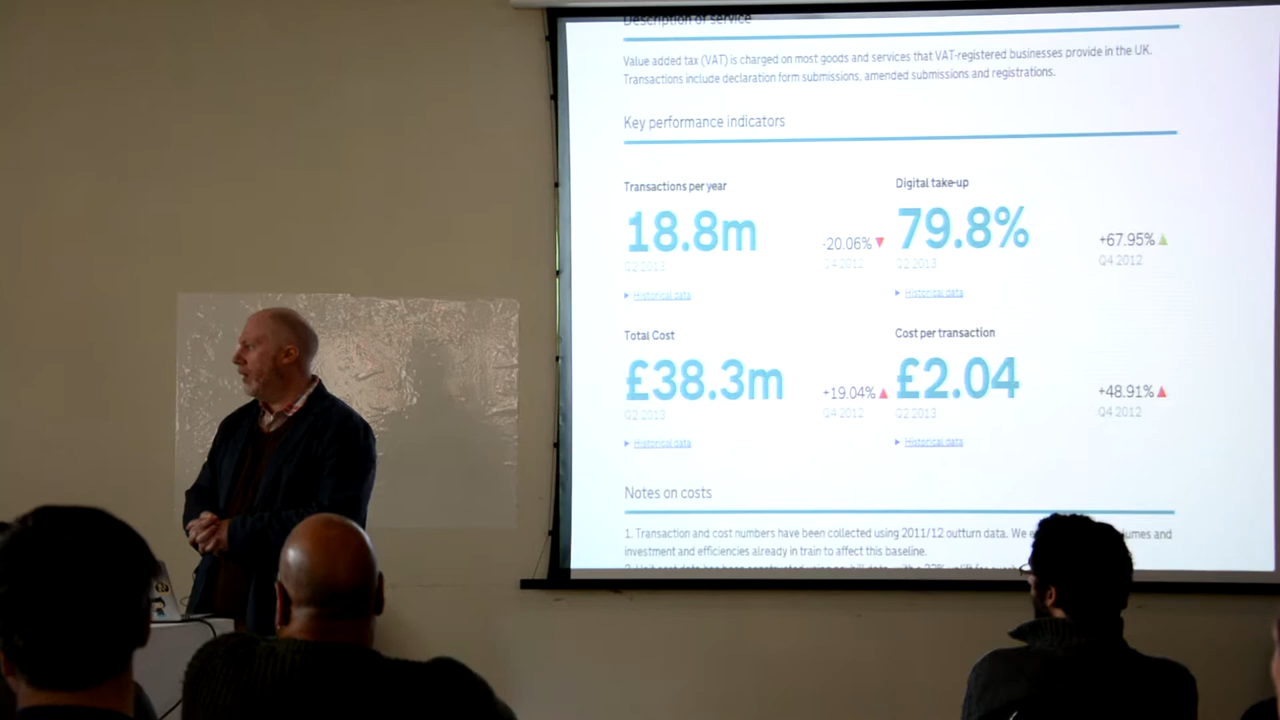 Description of service
Value added tax (VAT) is charged on most goods and services that VAT-registered businesses provide in the UK.
Transactions include declaration form submissions, amended submissions and registrations.
Key performance indicators
Transactions per year
18.8m
Q2 2013
-20.06% ▼
Q4 2012
Historical data
Digital take-up
79.8%
Q2 2013
+67.95% ▲
Q4 2012
Historical data
Total Cost
£38.3m
Q2 2013
+19.04% ▲
Q4 2012
Historical data
Cost per transaction
£2.04
Q2 2013
+48.91% ▲
Q4 2012
Historical data
Notes on costs
1. Transaction and cost numbers have been collected using 2011/12 outturn data. We and
investment and efficiencies already in train to affect this baseline.